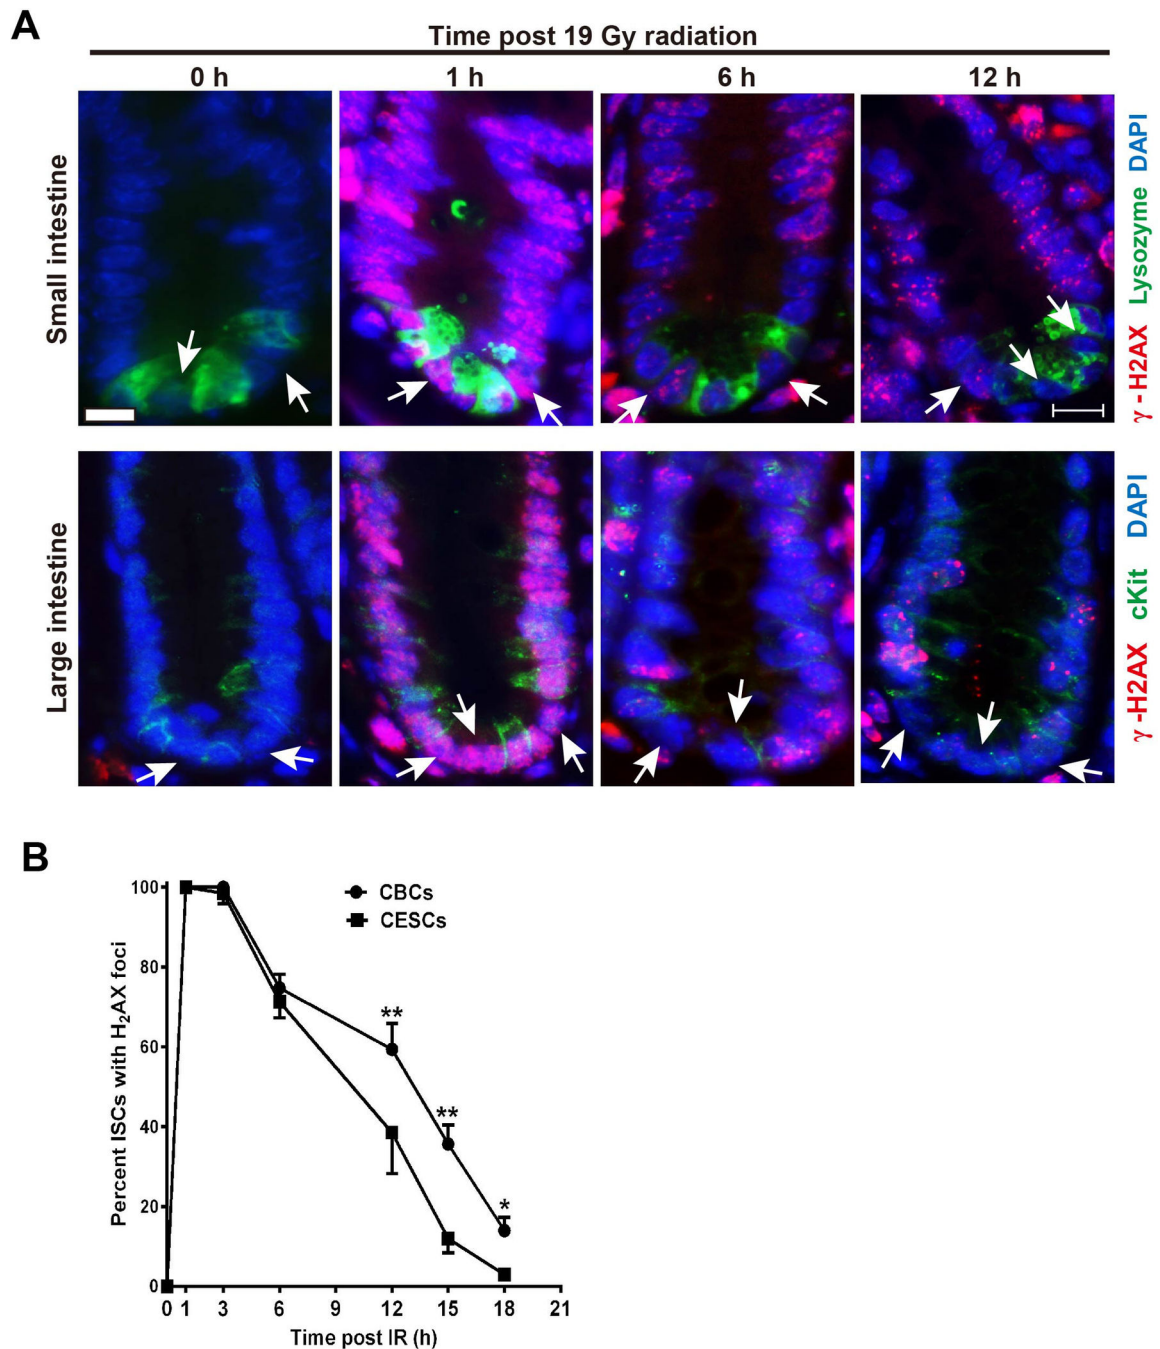 A
Time post 19 Gy radiation
0 h 1 h 6 h 12 h
Small intestine
γ-H2AX Lysozyme DAPI
Large intestine
γ-H2AX cKit DAPI
B
Percent ISCs with H₂AX foci
100
80
60
40
20
0
CBCs
CESCs
**
**
*
0 1 3 6 9 12 15 18 21
Time post IR (h)